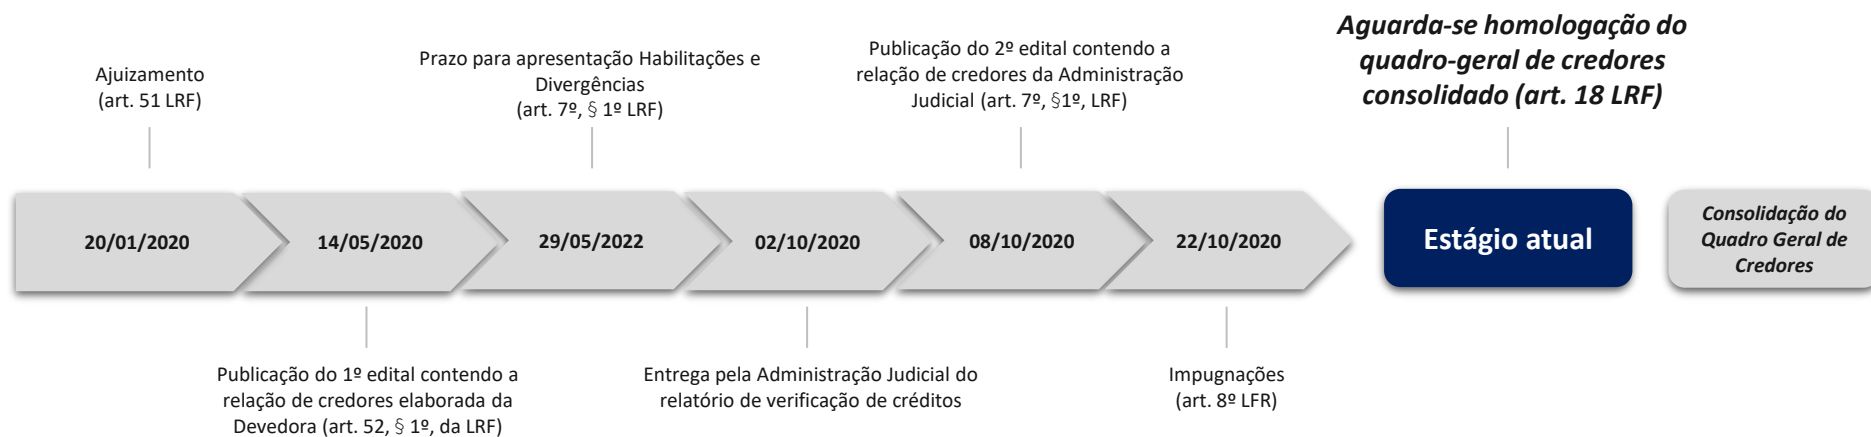 Ajuizamento
(art. 51 LRF)
Prazo para apresentação Habilitações e
Divergências
(art. 7º, § 1º LRF)
Publicação do 2º edital contendo a
relação de credores da Administração
Judicial (art. 7º, §1º, LRF)
Aguarda-se homologação do
quadro-geral de credores
consolidado (art. 18 LRF)
20/01/2020
14/05/2020
29/05/2022
02/10/2020
08/10/2020
22/10/2020
Estágio atual
Consolidação do
Quadro Geral de
Credores
Publicação do 1º edital contendo a
relação de credores elaborada da
Devedora (art. 52, § 1º, da LRF)
Entrega pela Administração Judicial do
relatório de verificação de créditos
Impugnações
(art. 8º LFR)